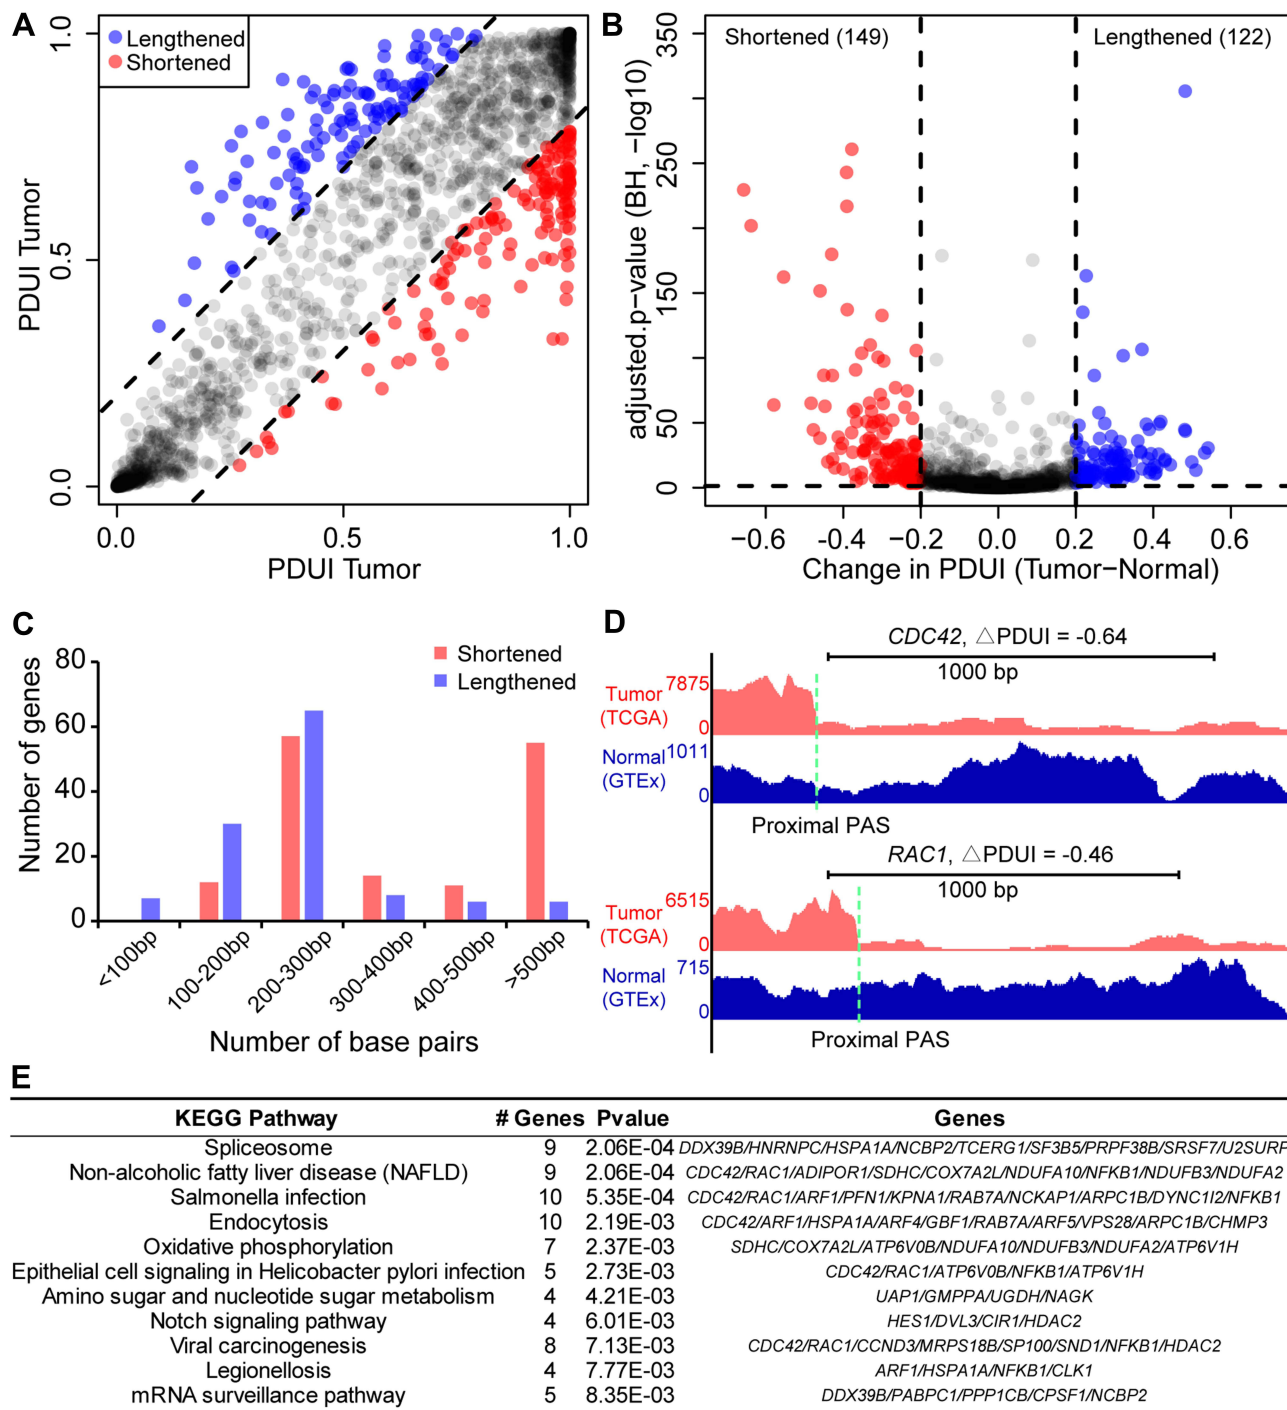 A
Lengthened
Shortened
PDUI Tumor
1.0
0.5
0.0
0.0 0.5 1.0
PDUI Tumor
B
Shortened (149)
Lengthened (122)
adjusted.p-value (BH, −log10)
350
250
150
50
0
−0.6 −0.4 −0.2 0.0 0.2 0.4 0.6
Change in PDUI (Tumor−Normal)
C
Shortened
Lengthened
Number of genes
80
60
40
20
0
<100bp 100-200bp 200-300bp 300-400bp 400-500bp >500bp
Number of base pairs
D
CDC42, △PDUI = -0.64
1000 bp
Tumor (TCGA)
7875
0
Normal (GTEx)
1011
0
Proximal PAS
RAC1, △PDUI = -0.46
1000 bp
Tumor (TCGA)
6515
0
Normal (GTEx)
715
0
Proximal PAS
E
KEGG Pathway # Genes Pvalue Genes
Spliceosome 9 2.06E-04 DDX39B/HNRNPC/HSPA1A/NCBP2/TCERG1/SF3B5/PRPF38B/SRSF7/U2SURP
Non-alcoholic fatty liver disease (NAFLD) 9 2.06E-04 CDC42/RAC1/ADIPOR1/SDHC/COX7A2L/NDUFA10/NFKB1/NDUFB3/NDUFA2
Salmonella infection 10 5.35E-04 CDC42/RAC1/ARF1/PFN1/KPNA1/RAB7A/NCKAP1/ARPC1B/DYNC1I2/NFKB1
Endocytosis 10 2.19E-03 CDC42/ARF1/HSPA1A/ARF4/GBF1/RAB7A/ARF5/VPS28/ARPC1B/CHMP3
Oxidative phosphorylation 7 2.37E-03 SDHC/COX7A2L/ATP6V0B/NDUFA10/NDUFB3/NDUFA2/ATP6V1H
Epithelial cell signaling in Helicobacter pylori infection 5 2.73E-03 CDC42/RAC1/ATP6V0B/NFKB1/ATP6V1H
Amino sugar and nucleotide sugar metabolism 4 4.21E-03 UAP1/GMPPA/UGDH/NAGK
Notch signaling pathway 4 6.01E-03 HES1/DVL3/CIR1/HDAC2
Viral carcinogenesis 8 7.13E-03 CDC42/RAC1/CCND3/MRPS18B/SP100/SND1/NFKB1/HDAC2
Legionellosis 4 7.77E-03 ARF1/HSPA1A/NFKB1/CLK1
mRNA surveillance pathway 5 8.35E-03 DDX39B/PABPC1/PPP1CB/CPSF1/NCBP2